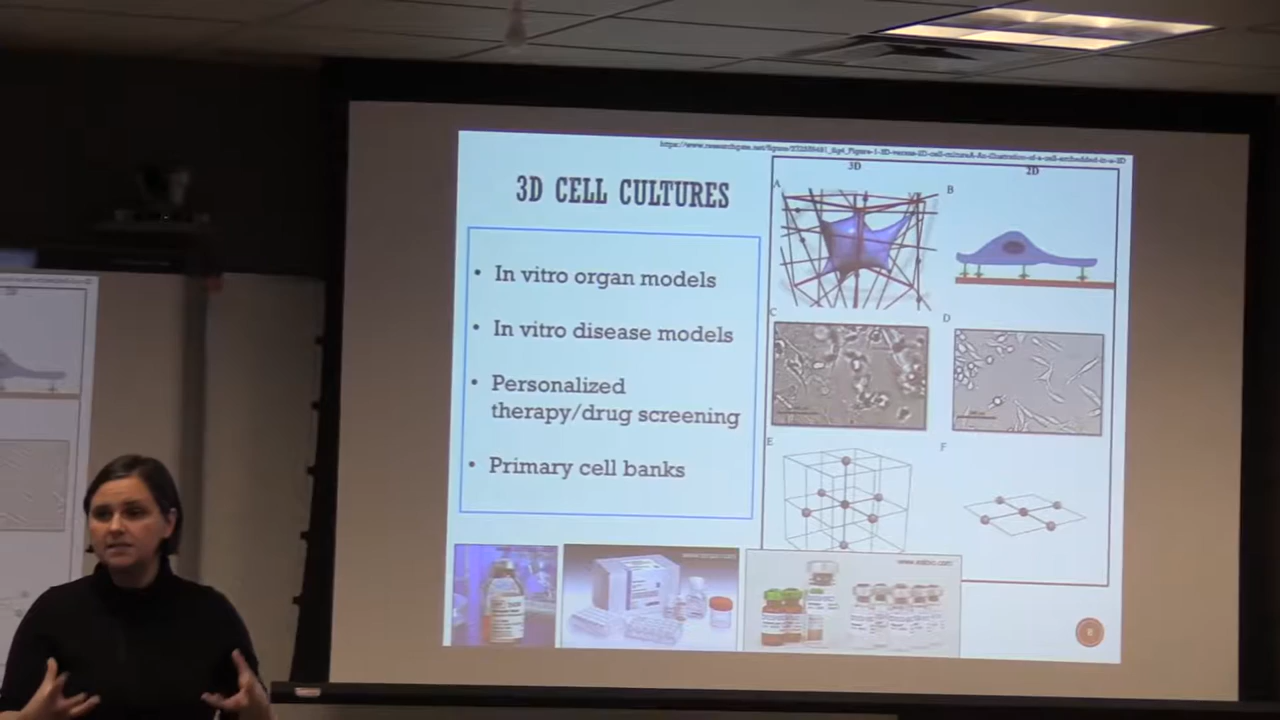 3D
2D
3D CELL CULTURES
A
B
• In vitro organ models
• In vitro disease models
• Personalized
therapy/drug screening
• Primary cell banks
C
D
E
F